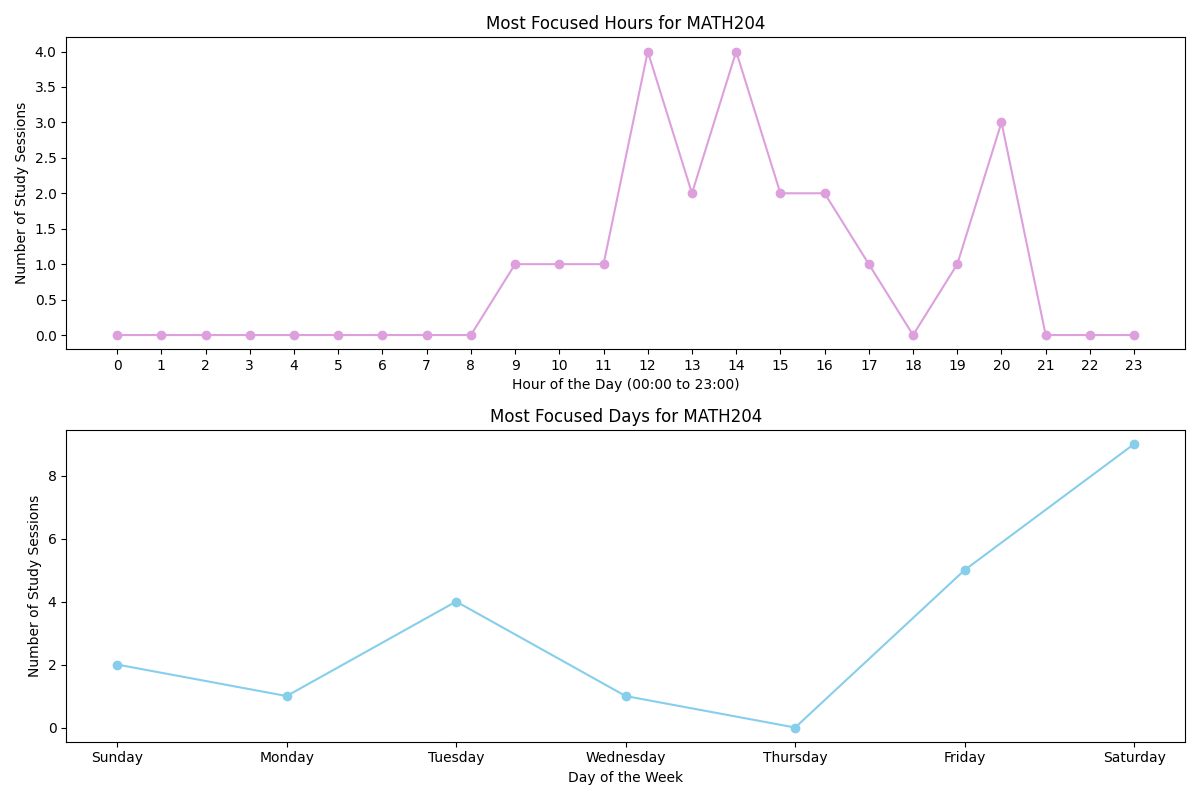 Most Focused Hours for MATH204
Number of Study Sessions
4.0
3.5
3.0
2.5
2.0
1.5
1.0
0.5
0.0
0 1 2 3 4 5 6 7 8 9 10 11 12 13 14 15 16 17 18 19 20 21 22 23
Hour of the Day (00:00 to 23:00)
Most Focused Days for MATH204
Number of Study Sessions
8
6
4
2
0
Sunday Monday Tuesday Wednesday Thursday Friday Saturday
Day of the Week